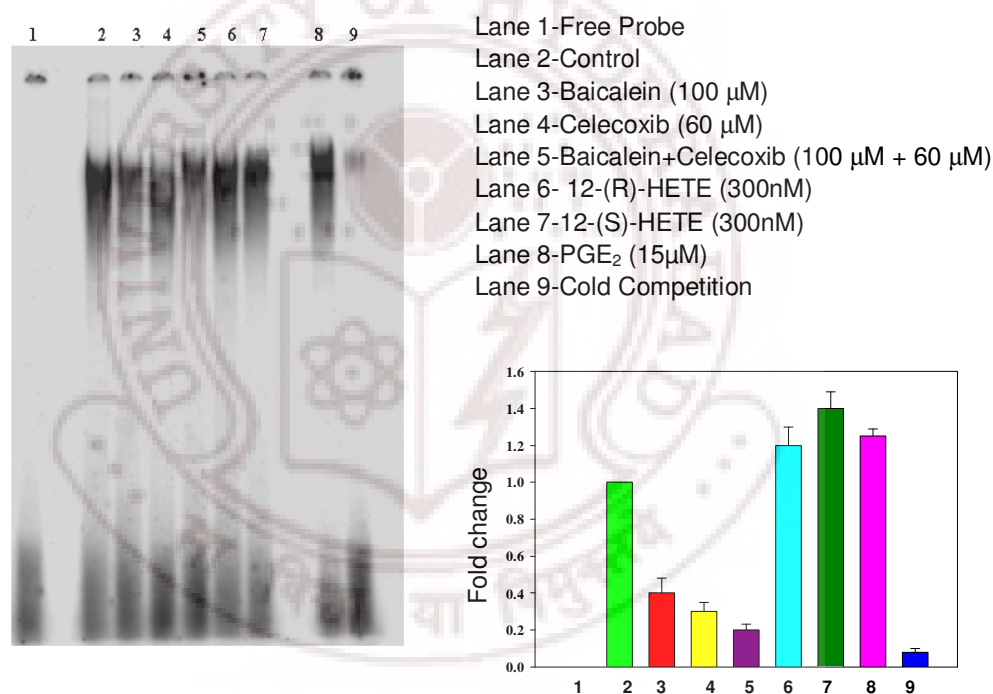 1 2 3 4 5 6 7 8 9
Lane 1-Free Probe
Lane 2-Control
Lane 3-Baicalein (100 μM)
Lane 4-Celecoxib (60 μM)
Lane 5-Baicalein+Celecoxib (100 μM + 60 μM)
Lane 6- 12-(R)-HETE (300nM)
Lane 7-12-(S)-HETE (300nM)
Lane 8-PGE₂ (15μM)
Lane 9-Cold Competition
Fold change
1.6
1.4
1.2
1.0
0.8
0.6
0.4
0.2
0.0
1 2 3 4 5 6 7 8 9